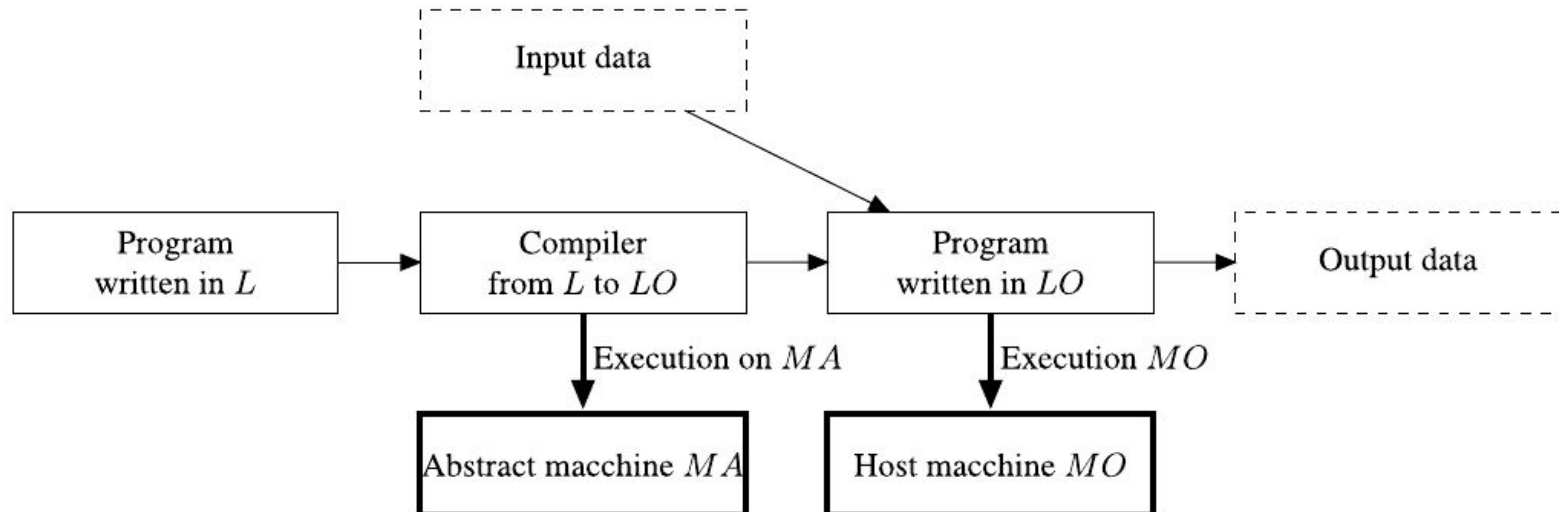 Input data
Program
written in L
Compiler
from L to LO
Program
written in LO
Output data
Execution on MA
Execution MO
Abstract macchine MA
Host macchine MO